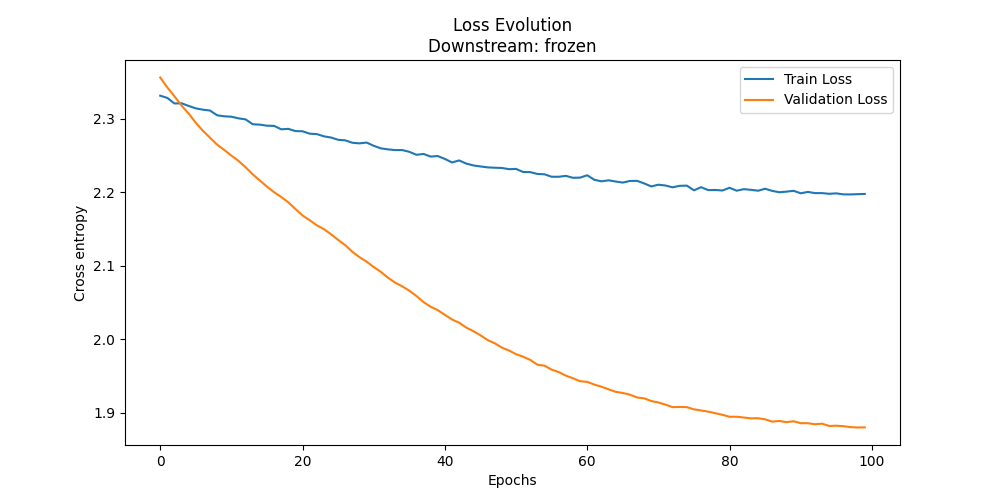 Loss Evolution
Downstream: frozen
Train Loss
Validation Loss
2.3
2.2
2.1
2.0
1.9
Cross entropy
0 20 40 60 80 100
Epochs